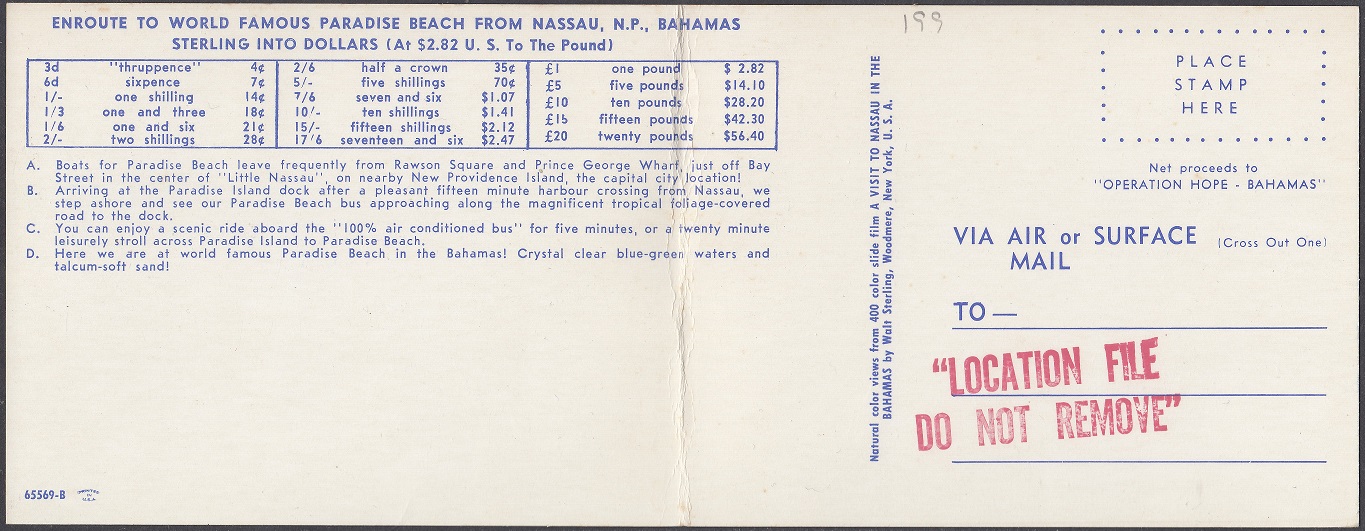 ENROUTE TO WORLD FAMOUS PARADISE BEACH FROM NASSAU, N.P., BAHAMAS
STERLING INTO DOLLARS (At $2.82 U. S. To The Pound)
3d "thruppence" 4¢
6d sixpence 7¢
1/- one shilling 14¢
1/3 one and three 18¢
1/6 one and six 21¢
2/- two shillings 28¢
2/6 half a crown 35¢
5/- five shillings 70¢
7/6 seven and six $1.07
10/- ten shillings $1.41
15/- fifteen shillings $2.12
17/6 seventeen and six $2.47
£1 one pound $ 2.82
£5 five pounds $14.10
£10 ten pounds $28.20
£15 fifteen pounds $42.30
£20 twenty pounds $56.40
A. Boats for Paradise Beach leave frequently from Rawson Square and Prince George Wharf, just off Bay
Street in the center of "Little Nassau", on nearby New Providence Island, the capital city location!
B. Arriving at the Paradise Island dock after a pleasant fifteen minute harbour crossing from Nassau, we
step ashore and see our Paradise Beach bus approaching along the magnificent tropical foliage-covered
road to the dock.
C. You can enjoy a scenic ride aboard the "100% air conditioned bus" for five minutes, or a twenty minute
leisurely stroll across Paradise Island to Paradise Beach.
D. Here we are at world famous Paradise Beach in the Bahamas! Crystal clear blue-green waters and
talcum-soft sand!
65569-B
PRINTED
IN
U.S.A.
Natural color views from 400 color slide film A VISIT TO NASSAU IN THE
BAHAMAS by Walt Sterling, Woodmere, New York, U. S. A.
199
PLACE
STAMP
HERE
Net proceeds to
"OPERATION HOPE - BAHAMAS"
VIA AIR or SURFACE (Cross Out One)
MAIL
TO —
"LOCATION FILE
DO NOT REMOVE"